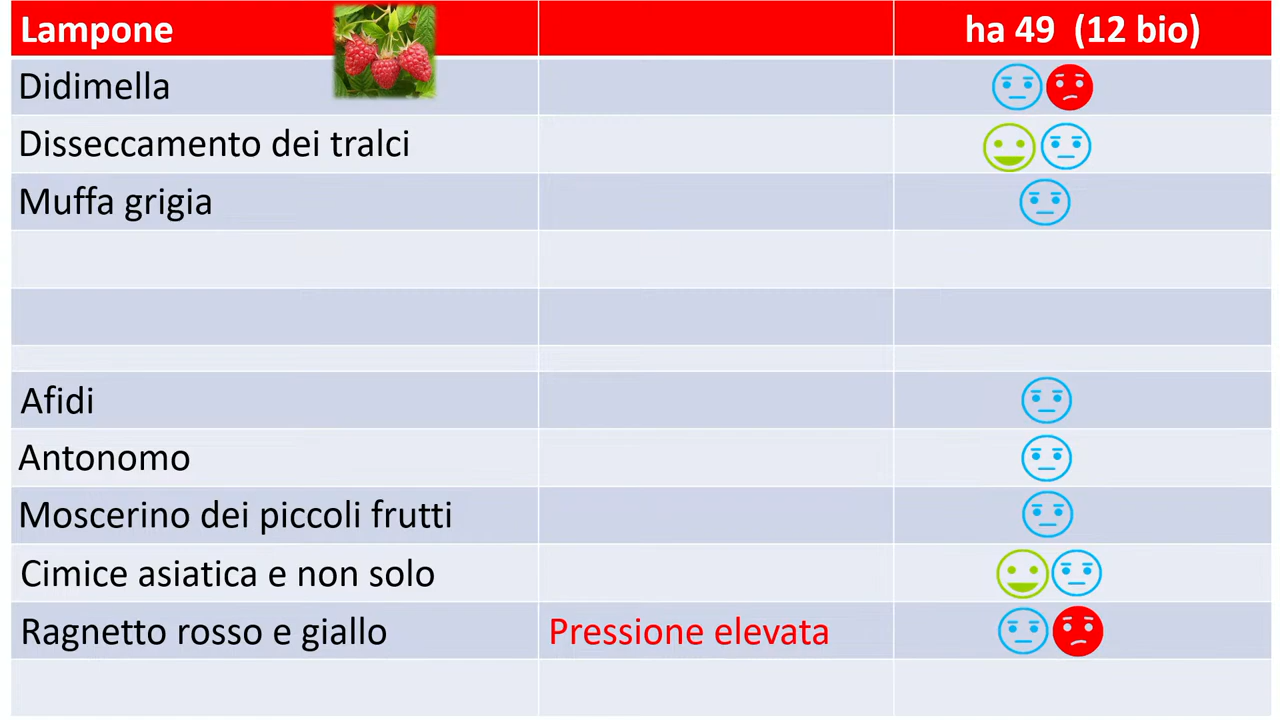 Lampone ha 49 (12 bio)
Didimella
Disseccamento dei tralci
Muffa grigia
Afidi
Antonomo
Moscerino dei piccoli frutti
Cimice asiatica e non solo
Ragnetto rosso e giallo Pressione elevata